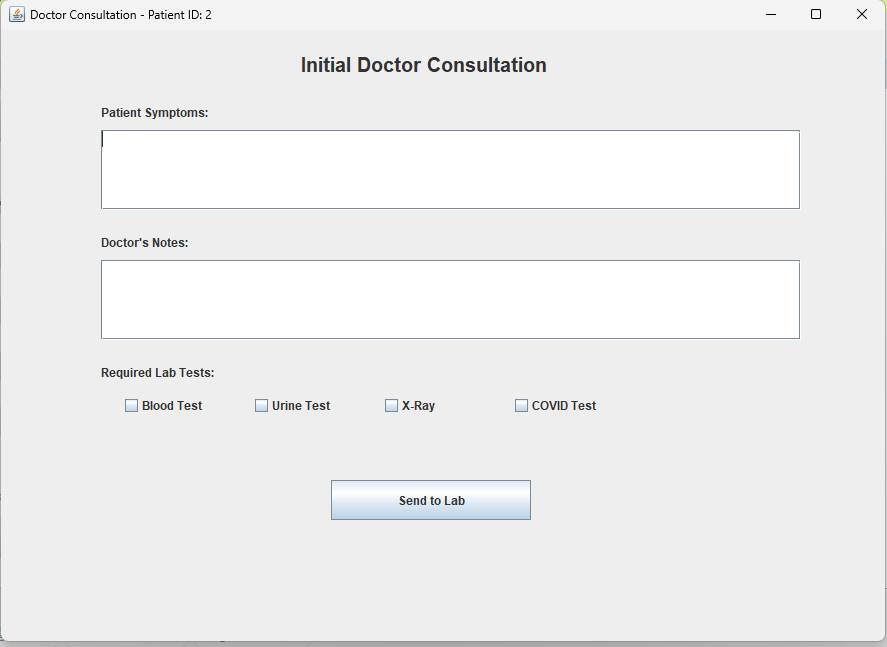 Doctor Consultation - Patient ID: 2
Initial Doctor Consultation
Patient Symptoms:
Doctor's Notes:
Required Lab Tests:
Blood Test Urine Test X-Ray COVID Test
Send to Lab